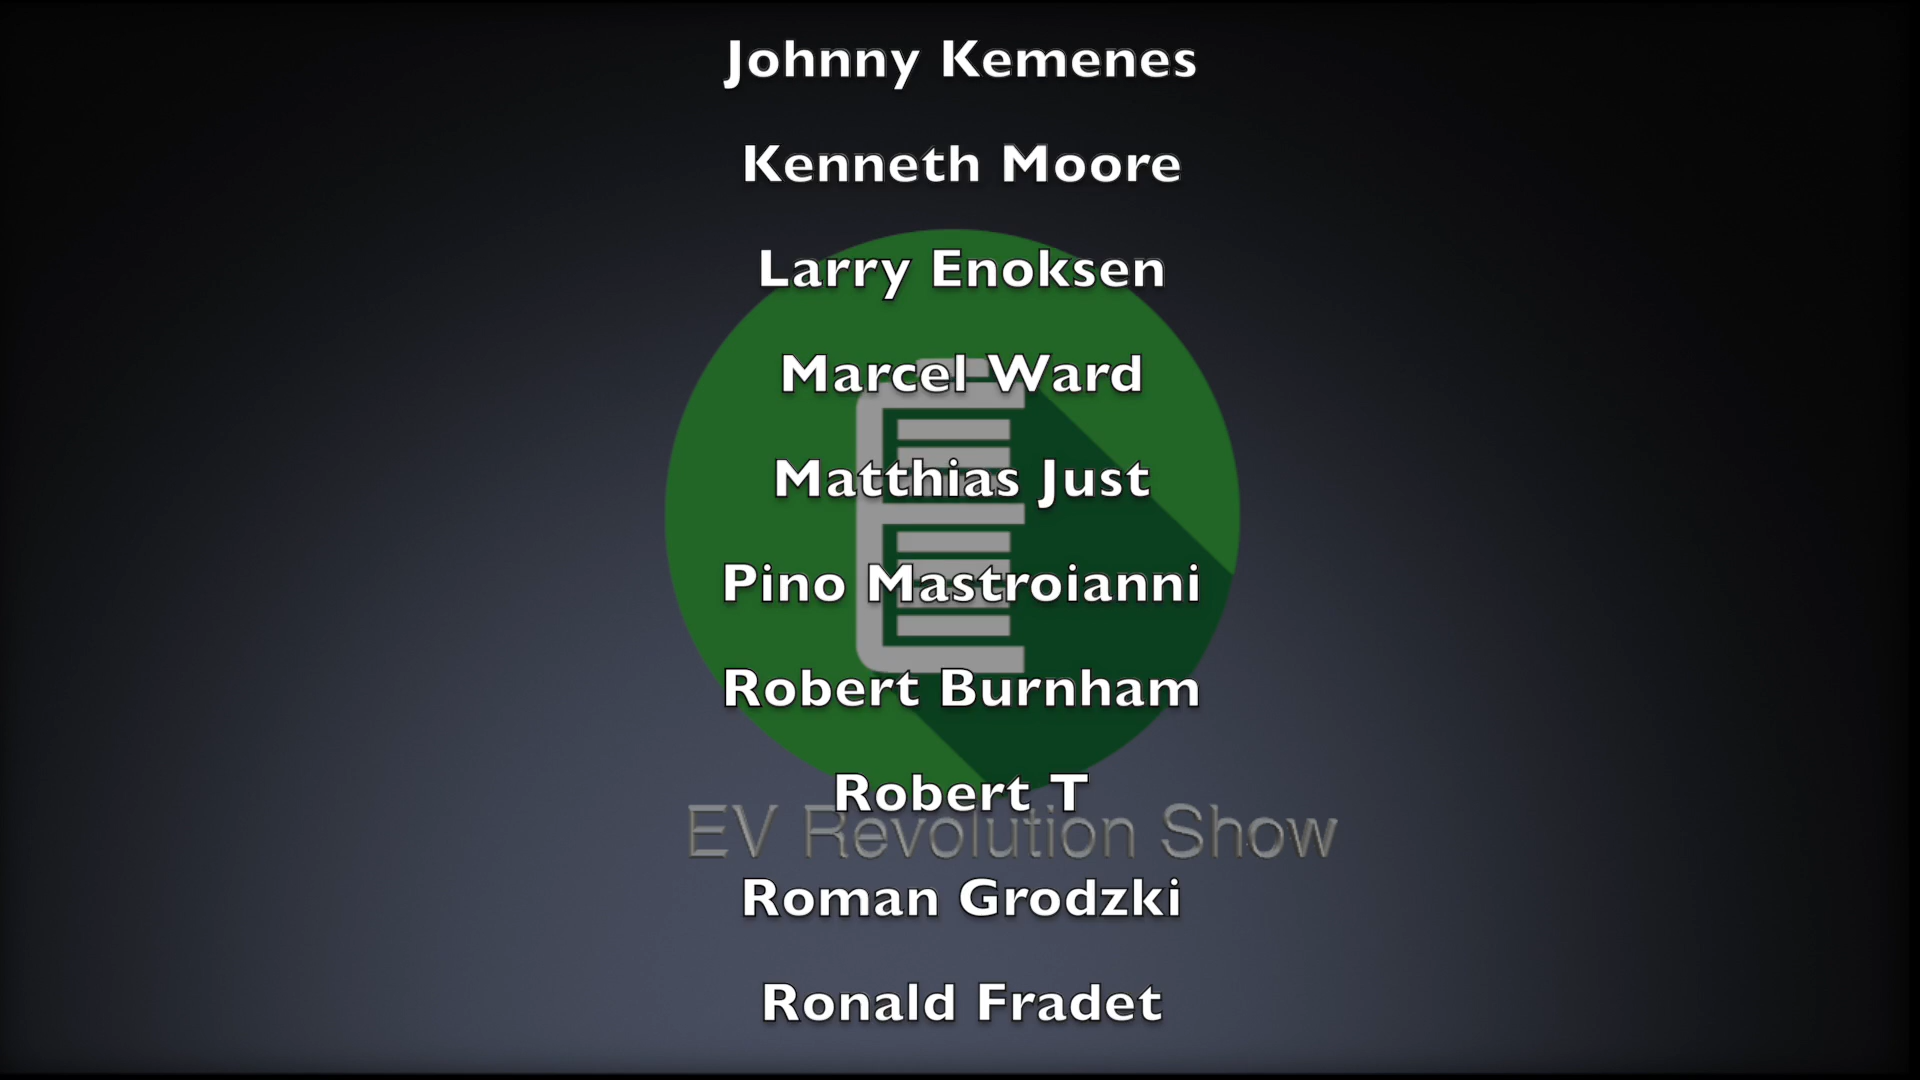 Johnny Kemenes
Kenneth Moore
Larry Enoksen
Marcel Ward
Matthias Just
Pino Mastroianni
Robert Burnham
Robert T
EV Revolution Show
Roman Grodzki
Ronald Fradet